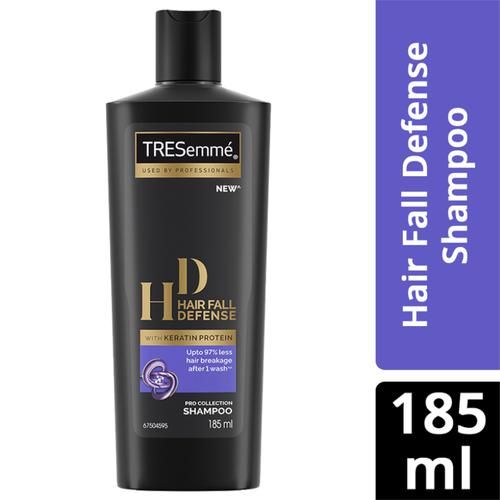 TRESemmé®
USED BY PROFESSIONALS
NEW^
HD
HAIR FALL
DEFENSE
WITH KERATIN PROTEIN
Upto 97% less
hair breakage
after 1 wash**
PRO COLLECTION
SHAMPOO
67504595
185 ml
Hair Fall Defense
Shampoo
185
ml